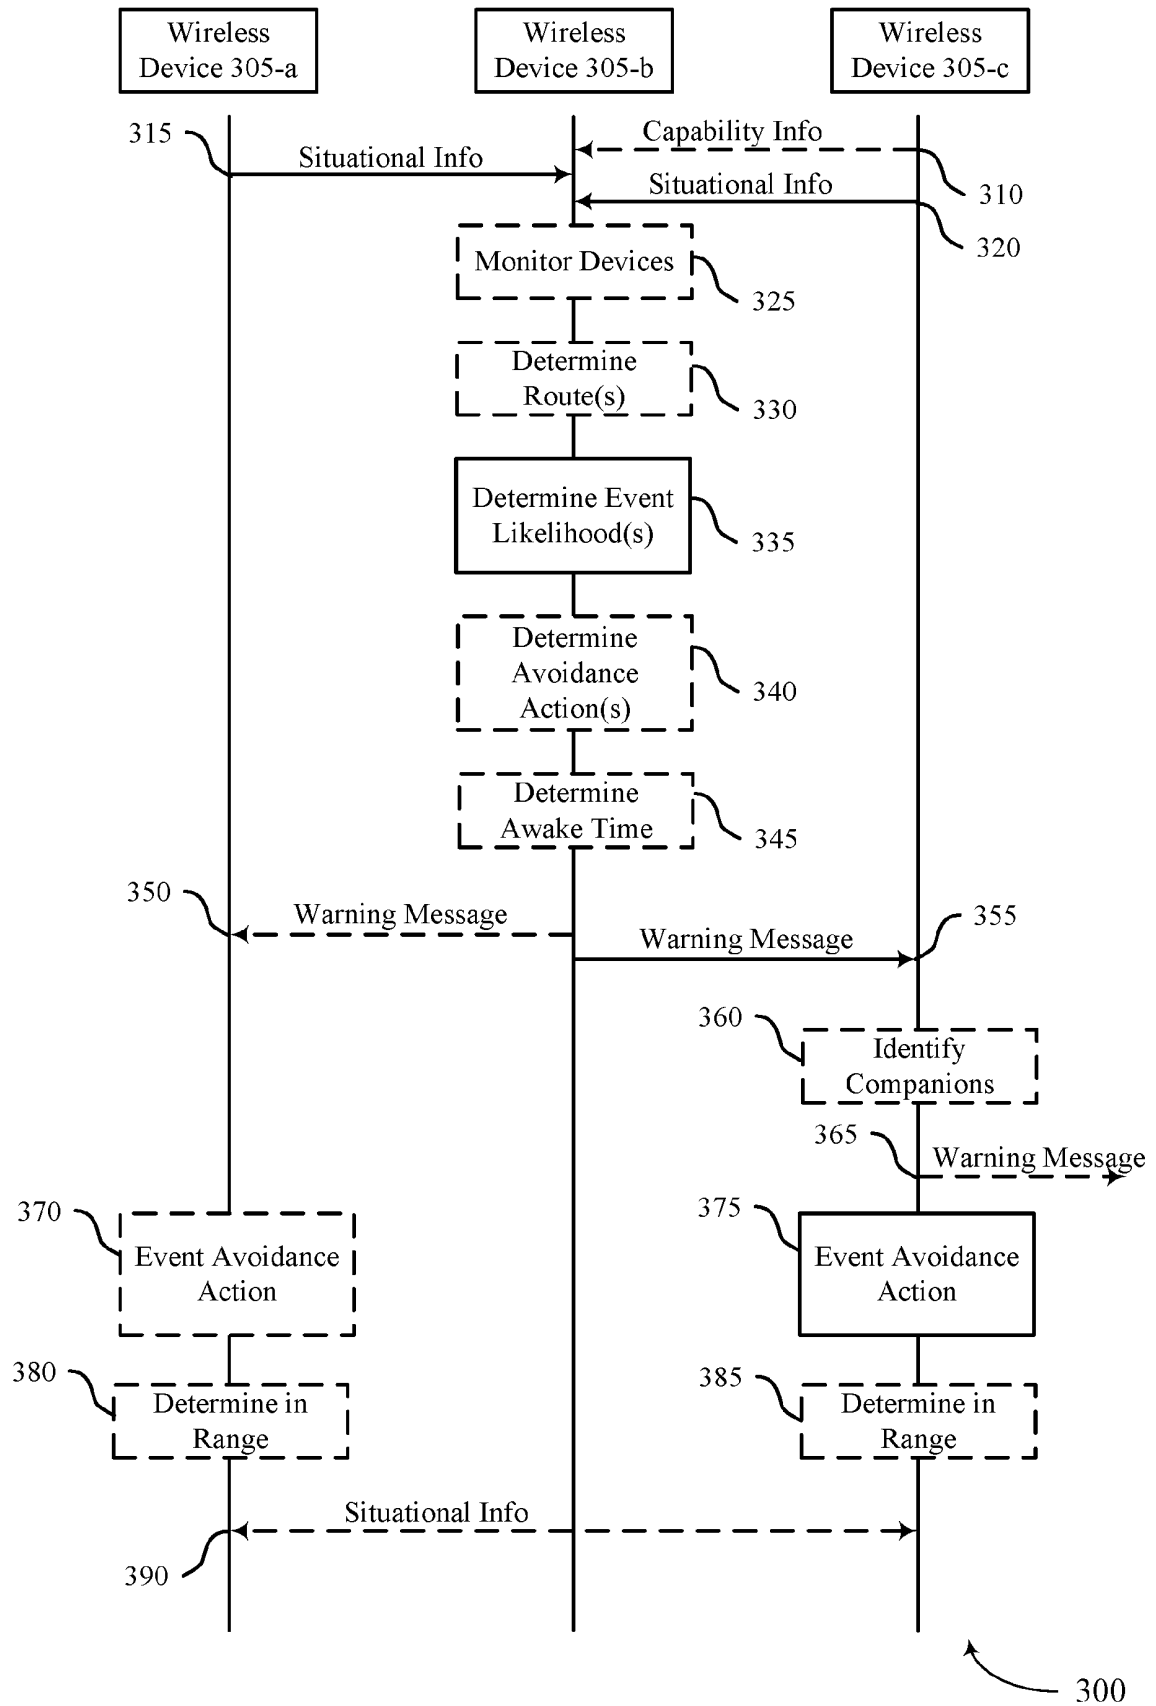 Wireless
Device 305-a
Wireless
Device 305-b
Wireless
Device 305-c
315
Capability Info
Situational Info
310
Situational Info
320
Monitor Devices
325
Determine
Route(s)
330
Determine Event
Likelihood(s)
335
Determine
Avoidance
Action(s)
340
Determine
Awake Time
345
350
Warning Message
355
Warning Message
360
Identify
Companions
365
Warning Message
370
Event Avoidance
Action
375
Event Avoidance
Action
380
Determine in
Range
385
Determine in
Range
Situational Info
390
300